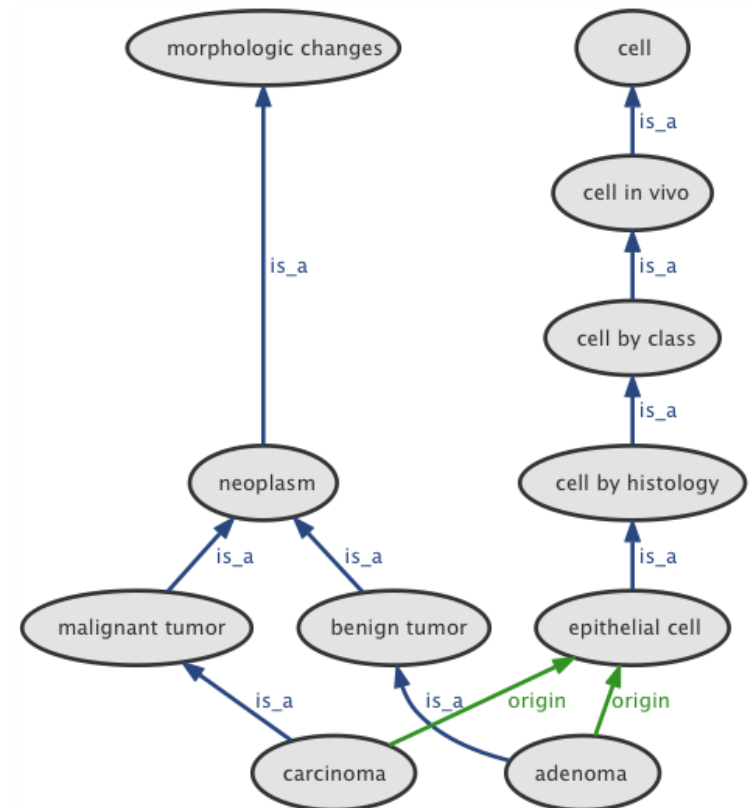 morphologic changes
cell
is_a
cell in vivo
is_a
is_a
cell by class
is_a
neoplasm
cell by histology
is_a
is_a
is_a
malignant tumor
benign tumor
epithelial cell
is_a
is_a
origin
origin
carcinoma
adenoma